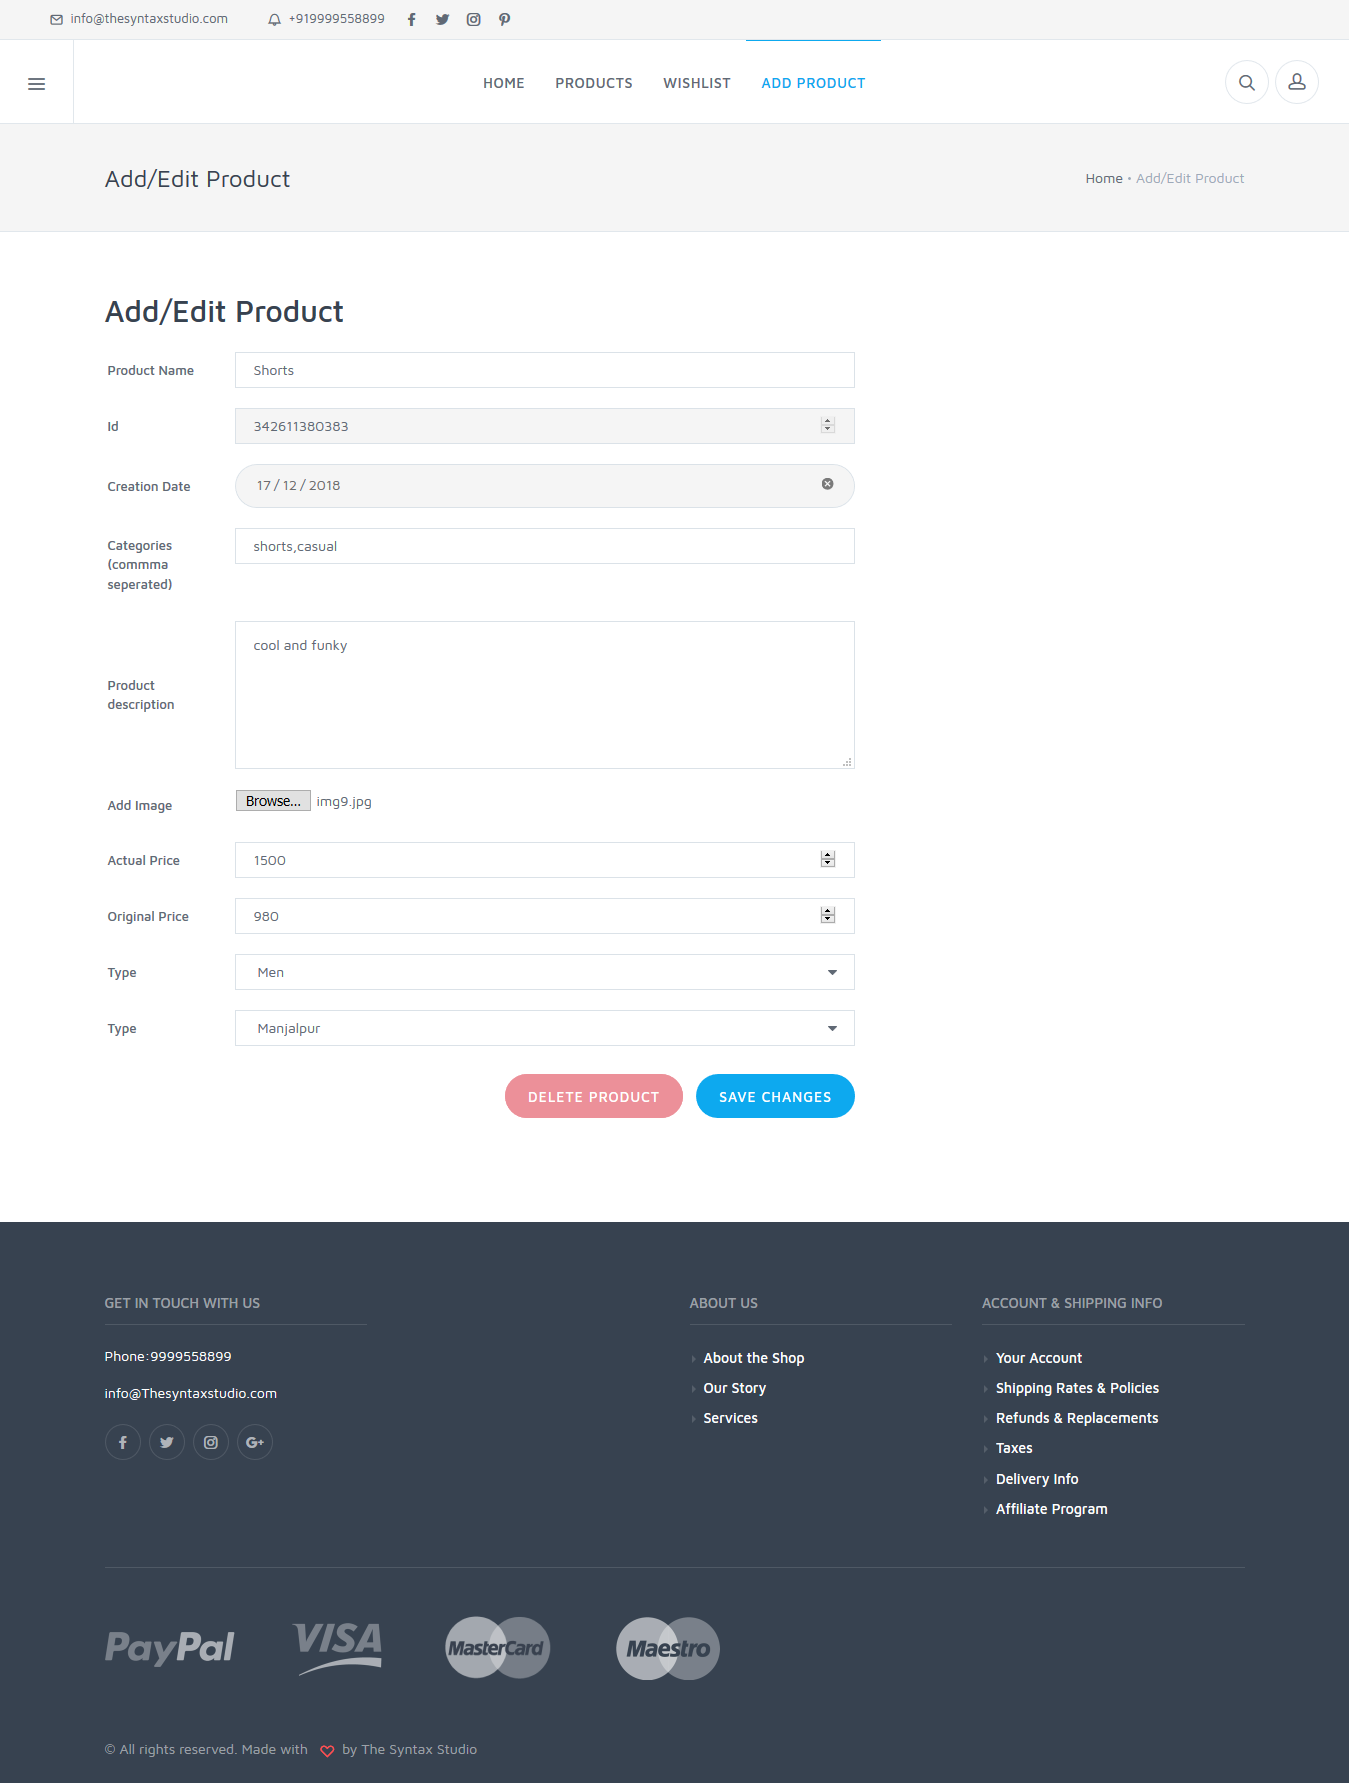 info@thesyntaxstudio.com +919999558899
HOME PRODUCTS WISHLIST ADD PRODUCT
Add/Edit Product
Home • Add/Edit Product
Add/Edit Product
Product Name Shorts
Id 342611380383
Creation Date 17 / 12 / 2018
Categories shorts,casual
(commma
seperated)
cool and funky
Product
description
Add Image Browse... img9.jpg
Actual Price 1500
Original Price 980
Type Men
Type Manjalpur
DELETE PRODUCT SAVE CHANGES
GET IN TOUCH WITH US
Phone:9999558899
info@Thesyntaxstudio.com
G+
ABOUT US
About the Shop
Our Story
Services
ACCOUNT & SHIPPING INFO
Your Account
Shipping Rates & Policies
Refunds & Replacements
Taxes
Delivery Info
Affiliate Program
PayPal VISA MasterCard Maestro
© All rights reserved. Made with by The Syntax Studio